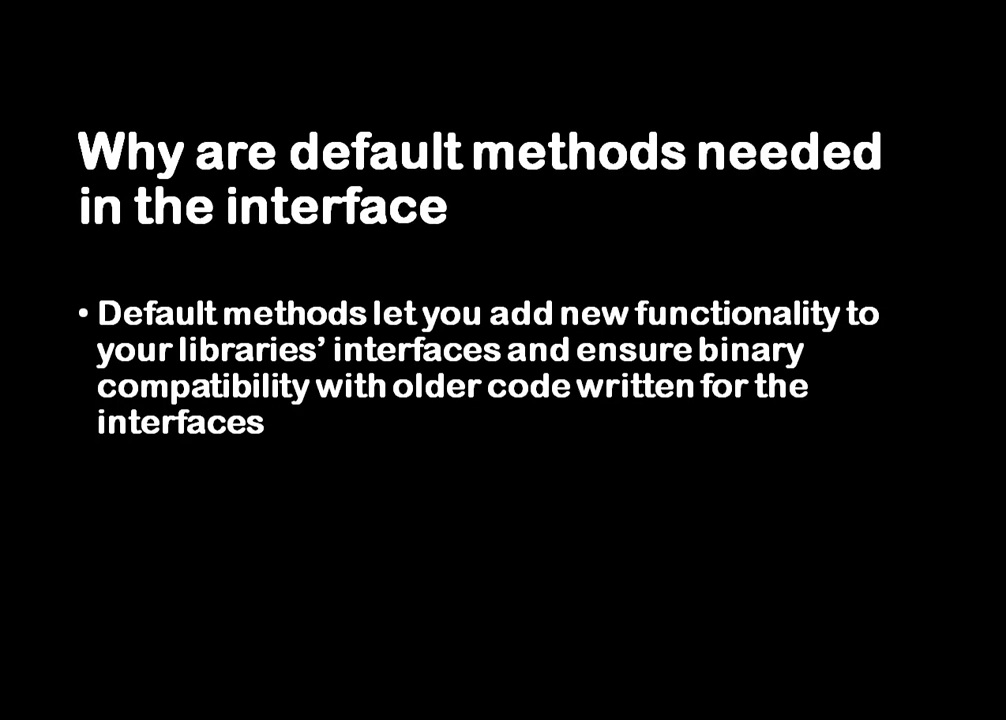 Why are default methods needed
in the interface
• Default methods let you add new functionality to
your libraries’ interfaces and ensure binary
compatibility with older code written for the
interfaces